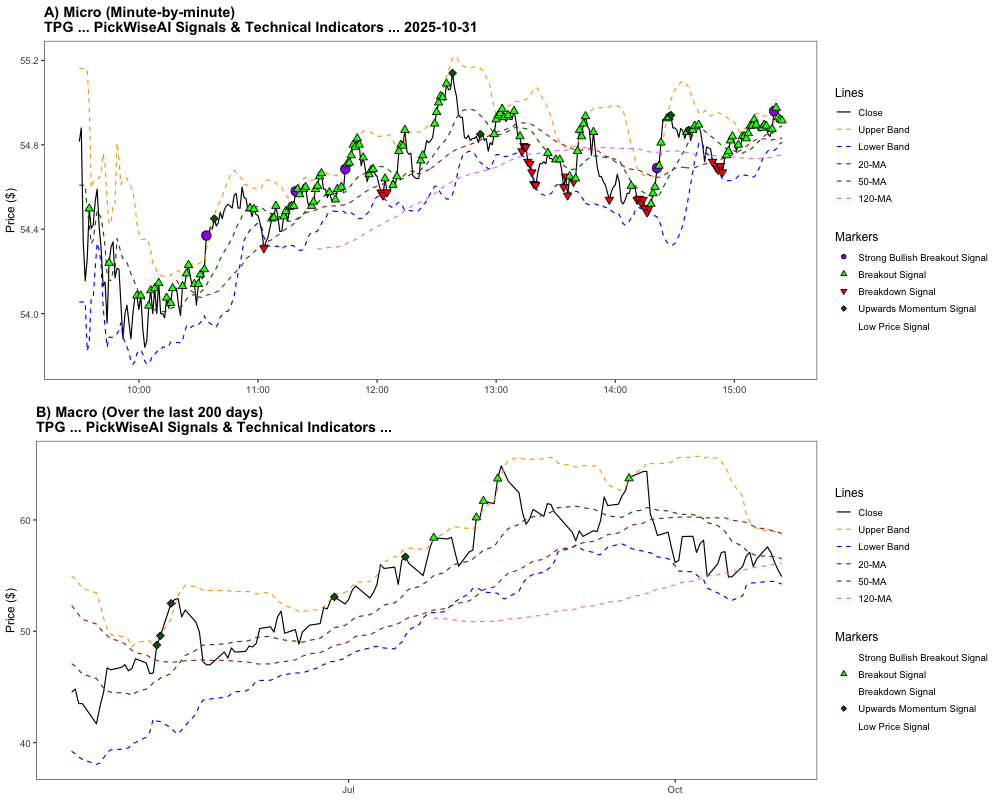 A) Micro (Minute-by-minute)
TPG ... PickWiseAI Signals & Technical Indicators ... 2025-10-31
Price ($)
55.2
54.8
54.4
54.0
10:00
11:00
12:00
13:00
14:00
15:00
Lines
Close
Upper Band
Lower Band
20-MA
50-MA
120-MA
Markers
Strong Bullish Breakout Signal
Breakout Signal
Breakdown Signal
Upwards Momentum Signal
Low Price Signal
B) Macro (Over the last 200 days)
TPG ... PickWiseAI Signals & Technical Indicators ...
Price ($)
60
50
40
Jul
Oct
Lines
Close
Upper Band
Lower Band
20-MA
50-MA
120-MA
Markers
Strong Bullish Breakout Signal
Breakout Signal
Breakdown Signal
Upwards Momentum Signal
Low Price Signal